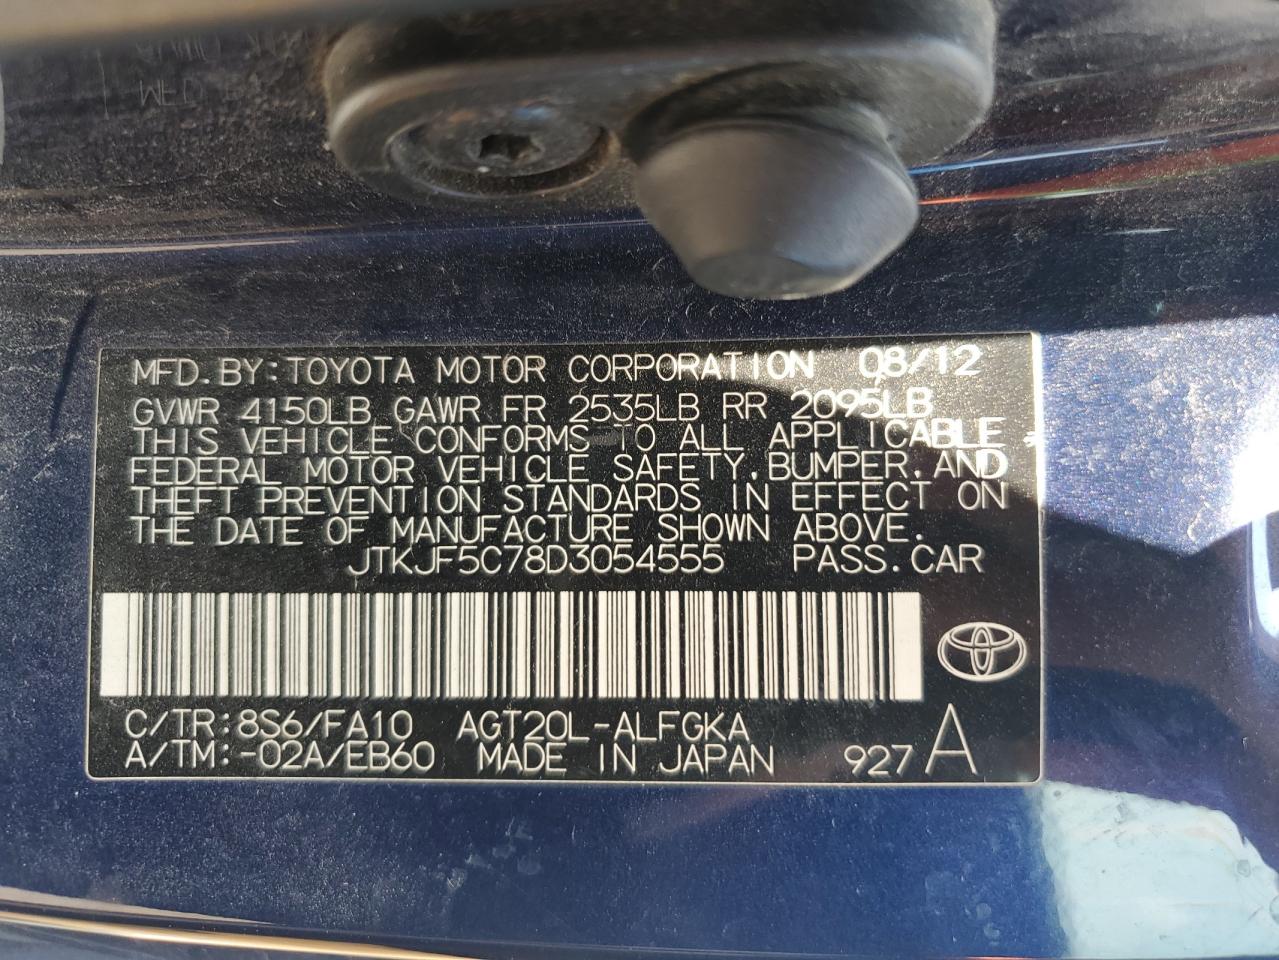 MFD.BY:TOYOTA MOTOR CORPORATION 08/12
GVWR 4150LB GAWR FR 2535LB RR 2095LB
THIS VEHICLE CONFORMS TO ALL APPLICABLE
FEDERAL MOTOR VEHICLE SAFETY,BUMPER,AND
THEFT PREVENTION STANDARDS IN EFFECT ON
THE DATE OF MANUFACTURE SHOWN ABOVE.
JTKJF5C78D3054555 PASS.CAR
C/TR:8S6/FA10 AGT20L-ALFGKA
A/TM:-02A/EB60 MADE IN JAPAN 927 A